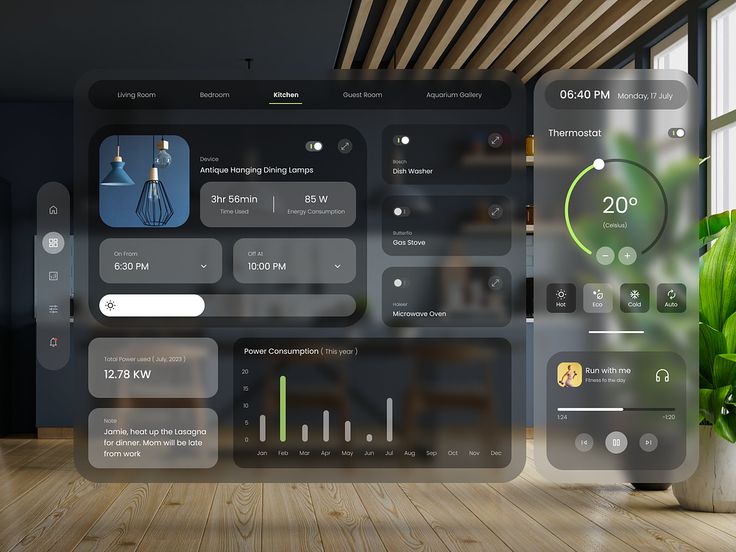 Living Room
Bedroom
Kitchen
Guest Room
Aquarium Gallery
Device
Antique Hanging Dining Lamps
3hr 56min
Time Used
85 W
Energy Consumption
On From
6:30 PM
Off At
10:00 PM
Bosch
Dish Washer
Butterflo
Gas Stove
Haieer
Microwave Oven
Total Power used ( July, 2023 )
12.78 KW
Note
Jamie, heat up the Lasagna
for dinner. Mom will be late
from work
Power Consumption ( This year )
20
15
10
5
0
Jan Feb Mar Apr May Jun Jul Aug Sep Oct Nov Dec
06:40 PM Monday, 17 July
Thermostat
20°
(Celsius)
Hot
Eco
Cold
Auto
Run with me
Fitness fo the day
1:24
-1:20